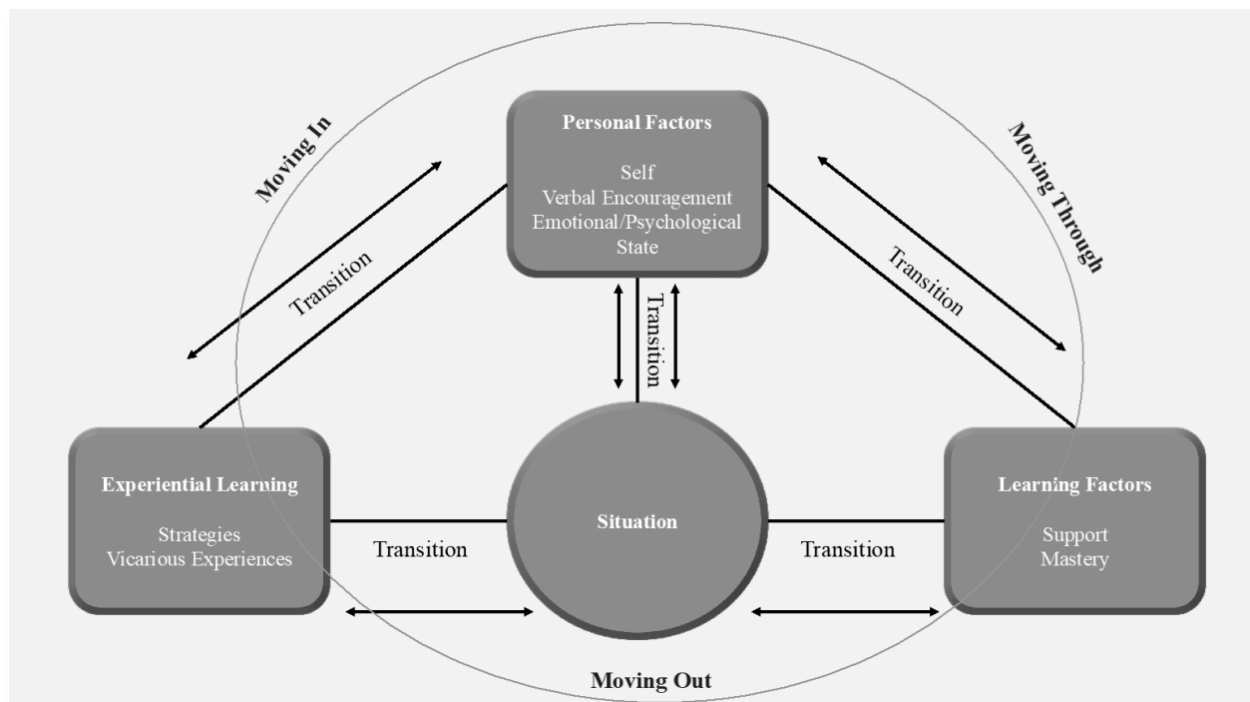 Moving In
Personal Factors
Self
Verbal Encouragement
Emotional/Psychological
State
Moving Through
Transition
Transition
Transition
Experiential Learning
Strategies
Vicarious Experiences
Transition
Situation
Transition
Learning Factors
Support
Mastery
Moving Out